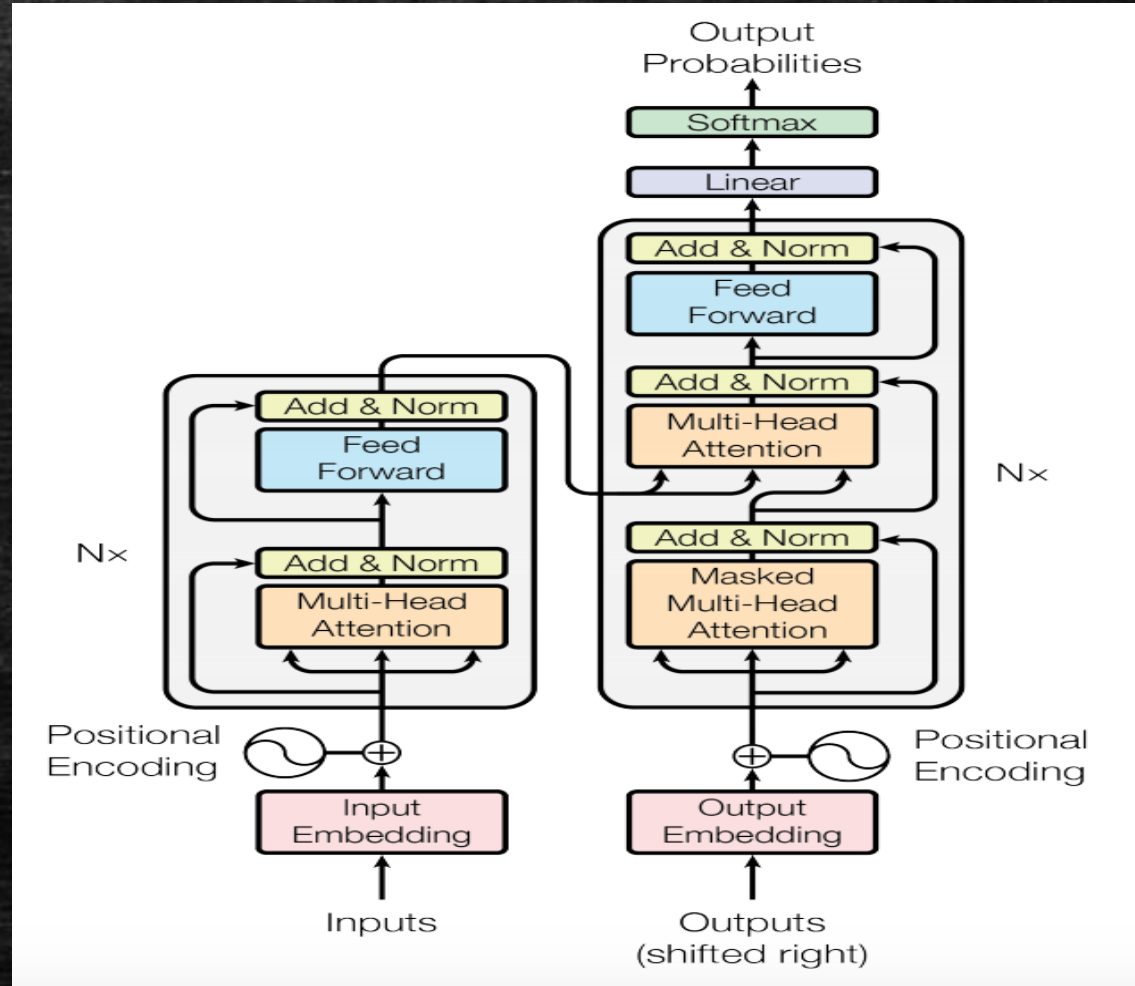 Output
Probabilities
Softmax
Linear
Add & Norm
Feed
Forward
Add & Norm
Multi-Head
Attention
Nx
Add & Norm
Masked
Multi-Head
Attention
Add & Norm
Feed
Forward
Nx
Add & Norm
Multi-Head
Attention
Positional
Encoding
Positional
Encoding
Input
Embedding
Output
Embedding
Inputs
Outputs
(shifted right)